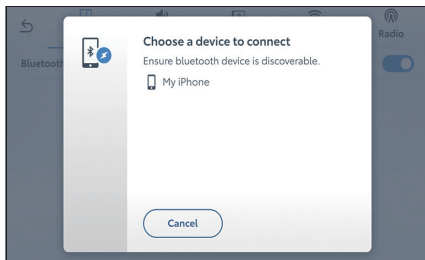 Radio
Bluetooth
Choose a device to connect
Ensure bluetooth device is discoverable.
My iPhone
Cancel